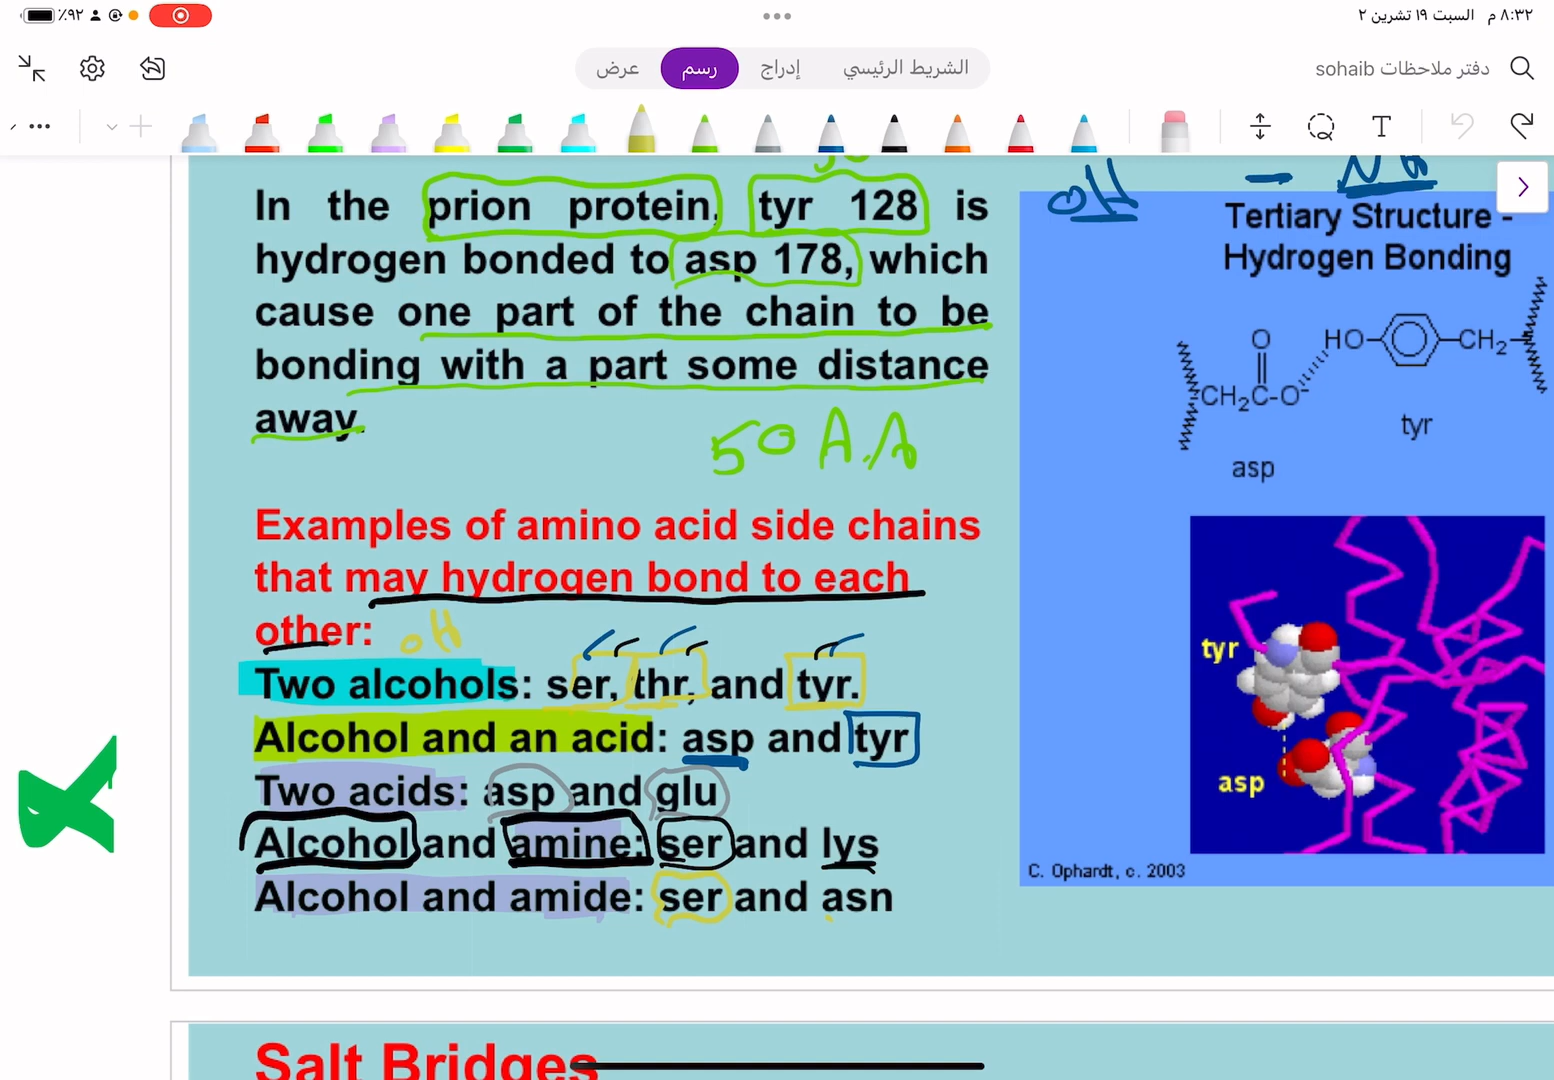 ٪٩٢
٨:٣٢ م السبت ١٩ تشرين ٢
عرض رسم إدراج الشريط الرئيسي
دفتر ملاحظات sohaib
T
In the prion protein, tyr 128 is
hydrogen bonded to asp 178, which
cause one part of the chain to be
bonding with a part some distance
away.
50 A.A
Examples of amino acid side chains
that may hydrogen bond to each
other:
oH
Two alcohols: ser, thr, and tyr.
Alcohol and an acid: asp and tyr
Two acids: asp and glu
Alcohol and amine: ser and lys
Alcohol and amide: ser and asn
oH
Tertiary Structure -
Hydrogen Bonding
O
HO
CH2
CH2C-O-
tyr
asp
tyr
asp
C. Ophardt, c. 2003
Salt Bridges